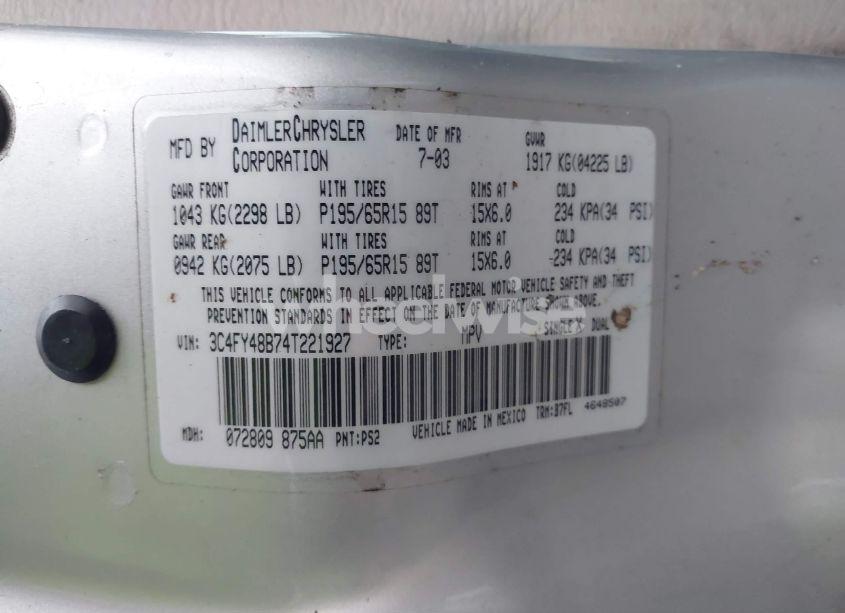 MFD BY DAIMLERCHRYSLER CORPORATION DATE OF MFR 7-03 GVWR 1917 KG(04225 LB)
GAWR FRONT WITH TIRES RIMS AT COLD
1043 KG(2298 LB) P195/65R15 89T 15X6.0 234 KPA(34 PSI)
GAWR REAR WITH TIRES RIMS AT COLD
0942 KG(2075 LB) P195/65R15 89T 15X6.0 234 KPA(34 PSI)
THIS VEHICLE CONFORMS TO ALL APPLICABLE FEDERAL MOTOR VEHICLE SAFETY AND THEFT
PREVENTION STANDARDS IN EFFECT ON THE DATE OF MANUFACTURE SHOWN ABOVE.
VIN: 3C4FY48B74T221927 TYPE: MPV SINGLE X DUAL
MDH: 072809 875AA PNT:PS2 VEHICLE MADE IN MEXICO TRM:B7FL 4648507
wheelwise